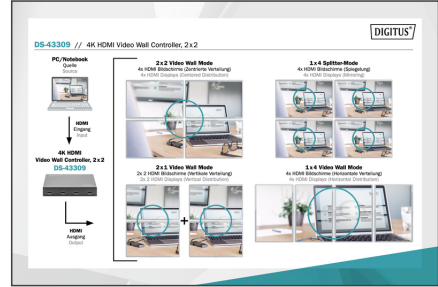 DIGITUS®
DS-43309 // 4K HDMI Video Wall Controller, 2x2
PC/Notebook
Quelle
Source
HDMI
Eingang
Input
4K HDMI
Video Wall Controller, 2x2
DS-43309
HDMI
Ausgang
Output
2x2 Video Wall Mode
4x HDMI Bildschirme (Zentrierte Verteilung)
4x HDMI Displays (Centered Distribution)
1x4 Splitter-Mode
4x HDMI Bildschirme (Spiegelung)
4x HDMI Displays (Mirroring)
2x1 Video Wall Mode
2x 2 HDMI Bildschirme (Vertikale Verteilung)
2x 2 HDMI Displays (Vertical Distribution)
+
1x4 Video Wall Mode
4x HDMI Bildschirme (Horizontale Verteilung)
4x HDMI Displays (Horizontal Distribution)